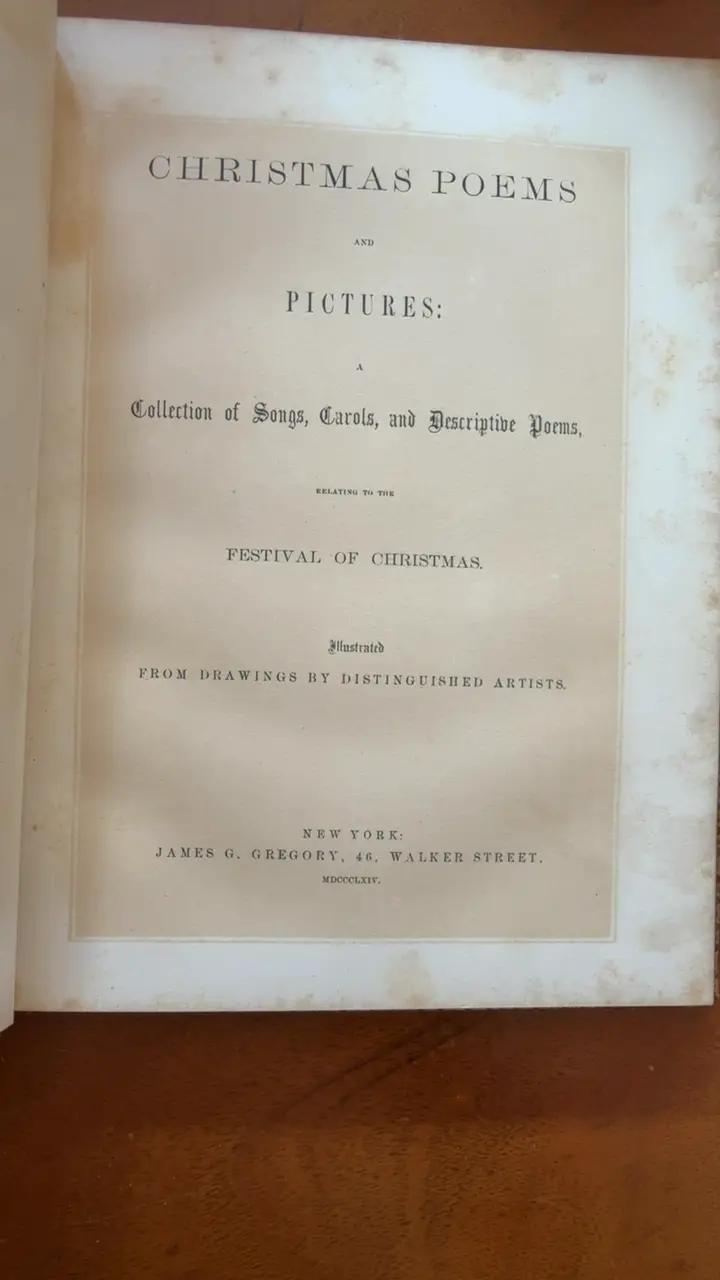 CHRISTMAS POEMS
AND
PICTURES:
A
Collection of Songs, Carols, and Descriptive Poems,
RELATING TO THE
FESTIVAL OF CHRISTMAS.
Illustrated
FROM DRAWINGS BY DISTINGUISHED ARTISTS.
NEW YORK:
JAMES G. GREGORY, 46, WALKER STREET.
MDCCCLXIV.